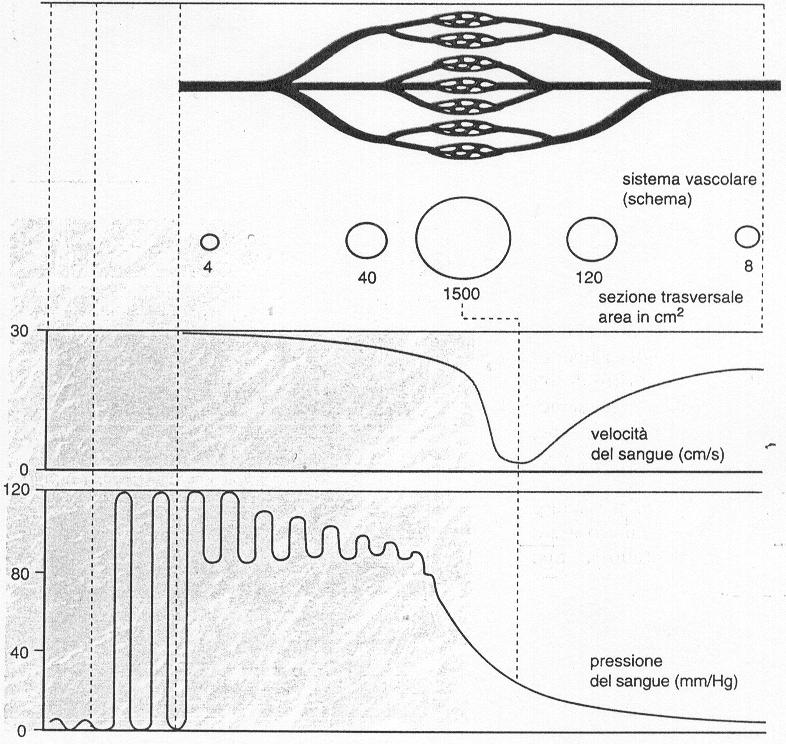 sistema vascolare
(schema)
4
40
1500
120
8
sezione trasversale
area in cm²
30
velocità
del sangue (cm/s)
0
120
80
40
pressione
del sangue (mm/Hg)
0